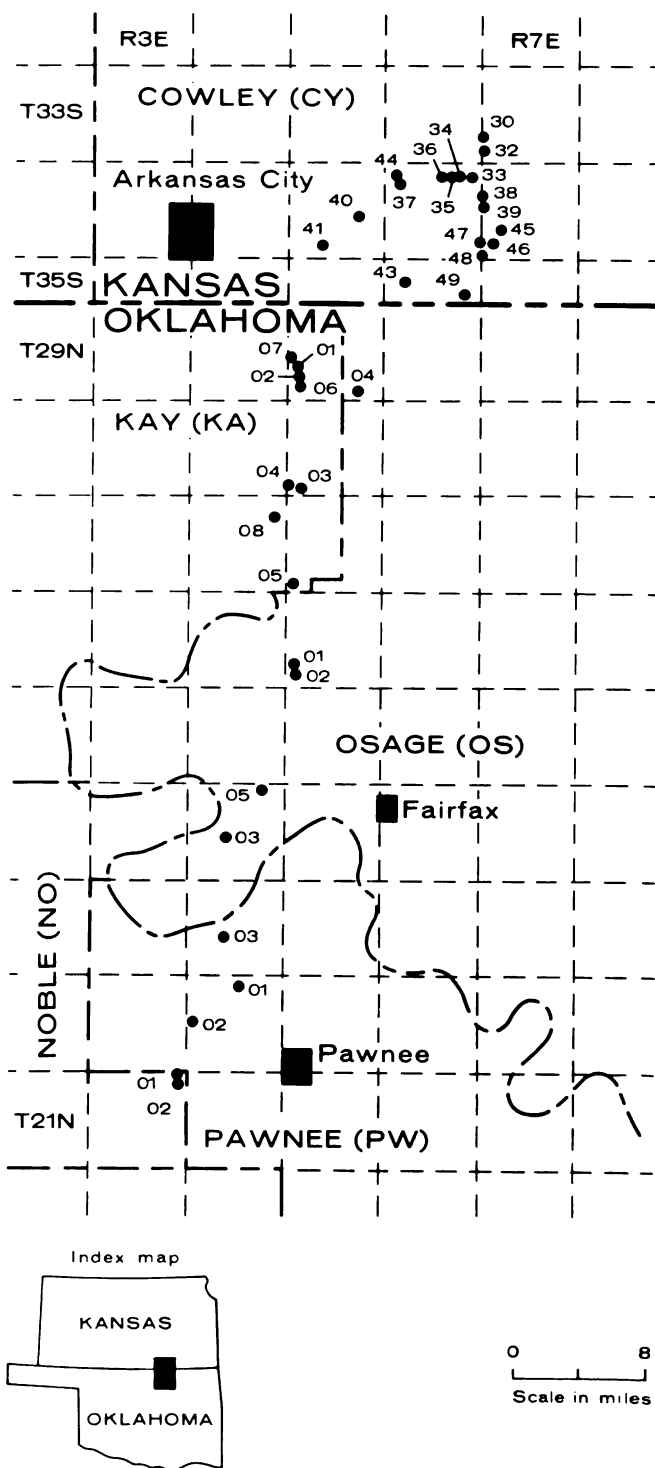 R3E R7E
COWLEY (CY)
T33S
30
34
36 32
44 33
Arkansas City
37 35 38
40 39
45
41 47
46
48
43 49
T35S
KANSAS
OKLAHOMA
T29N
07 01
02 04
06
KAY (KA)
04 03
08
05
01
02
OSAGE (OS)
05
Fairfax
03
NOBLE (NO)
03
01
02
Pawnee
01
02
T21N
PAWNEE (PW)
Index map
KANSAS
OKLAHOMA
0 8
Scale in miles